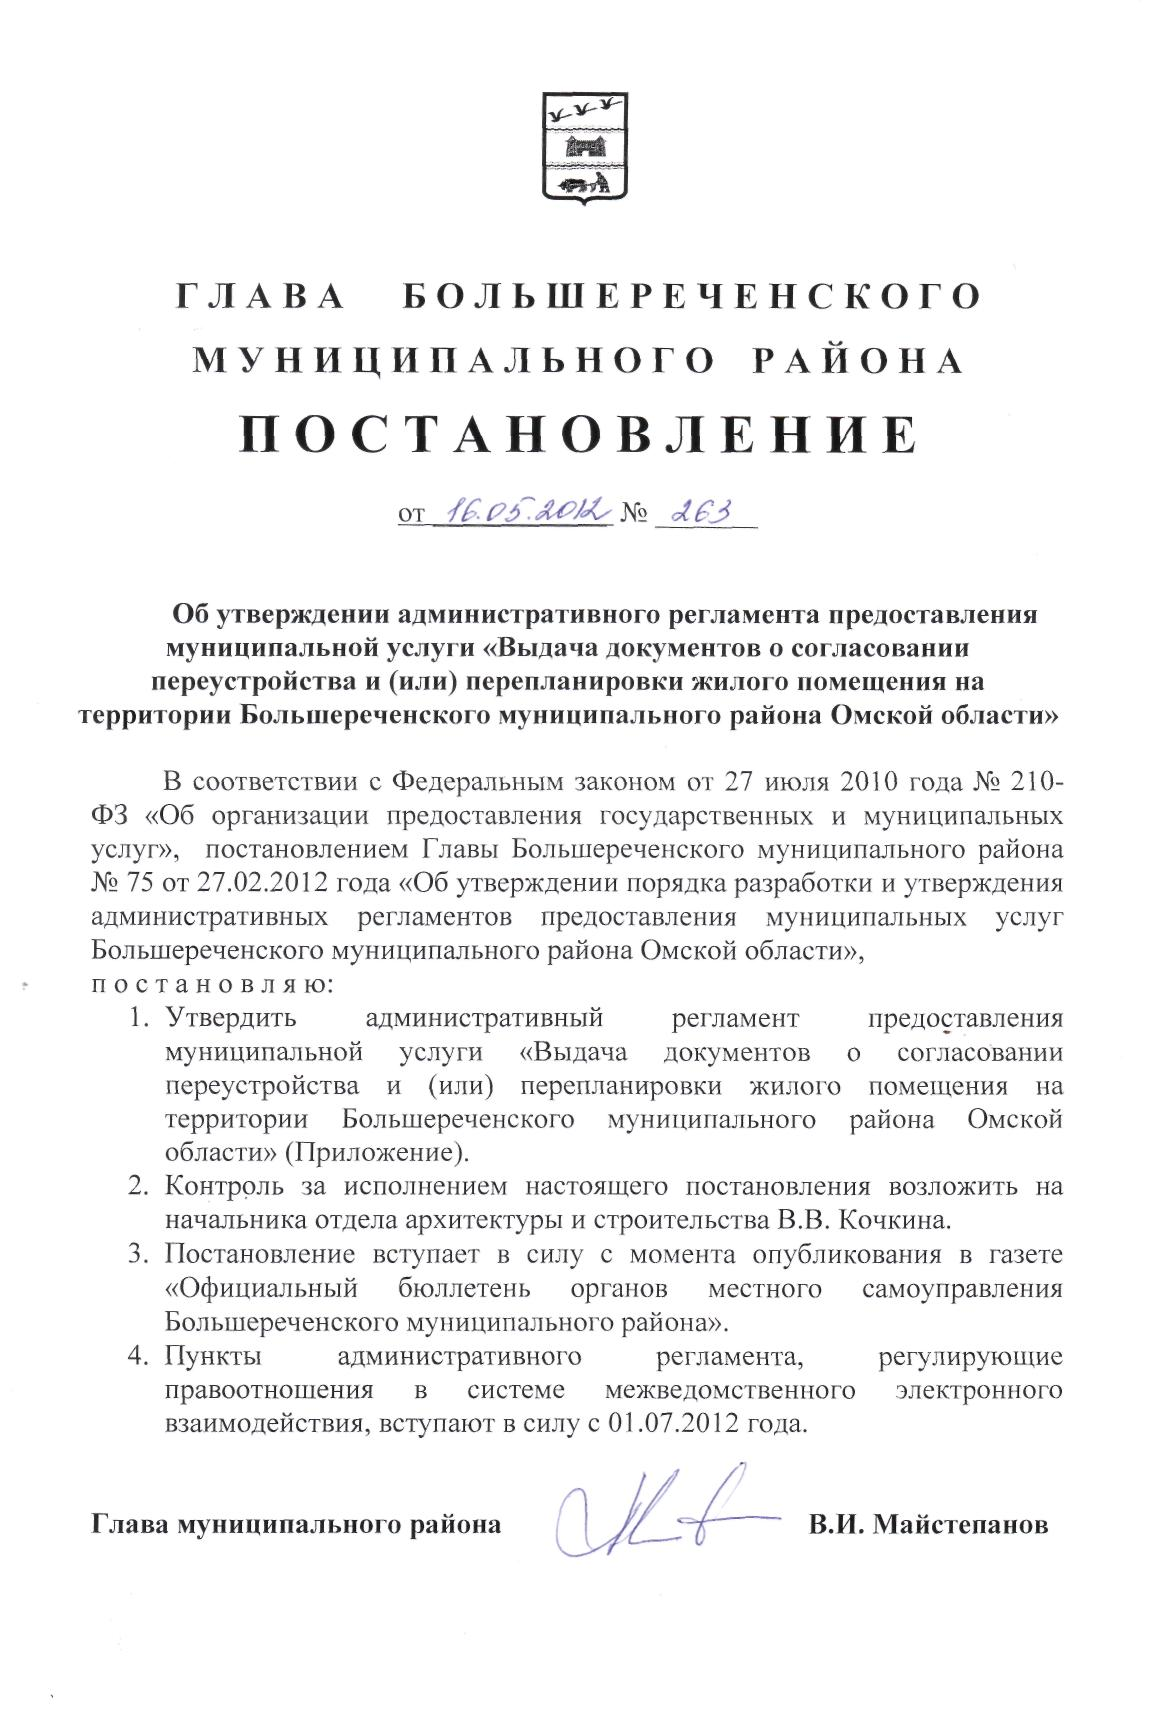 ГЛАВА БОЛЬШЕРЕЧЕНСКОГО
МУНИЦИПАЛЬНОГО РАЙОНА
ПОСТАНОВЛЕНИЕ
от 16.05.2012 № 263
Об утверждении административного регламента предоставления
муниципальной услуги «Выдача документов о согласовании
переустройства и (или) перепланировки жилого помещения на
территории Большереченского муниципального района Омской области»
В соответствии с Федеральным законом от 27 июля 2010 года № 210-
ФЗ «Об организации предоставления государственных и муниципальных
услуг», постановлением Главы Большереченского муниципального района
№ 75 от 27.02.2012 года «Об утверждении порядка разработки и утверждения
административных регламентов предоставления муниципальных услуг
Большереченского муниципального района Омской области»,
п о с т а н о в л я ю:
1. Утвердить административный регламент предоставления
муниципальной услуги «Выдача документов о согласовании
переустройства и (или) перепланировки жилого помещения на
территории Большереченского муниципального района Омской
области» (Приложение).
2. Контроль за исполнением настоящего постановления возложить на
начальника отдела архитектуры и строительства В.В. Кочкина.
3. Постановление вступает в силу с момента опубликования в газете
«Официальный бюллетень органов местного самоуправления
Большереченского муниципального района».
4. Пункты административного регламента, регулирующие
правоотношения в системе межведомственного электронного
взаимодействия, вступают в силу с 01.07.2012 года.
Глава муниципального района В.И. Майстепанов